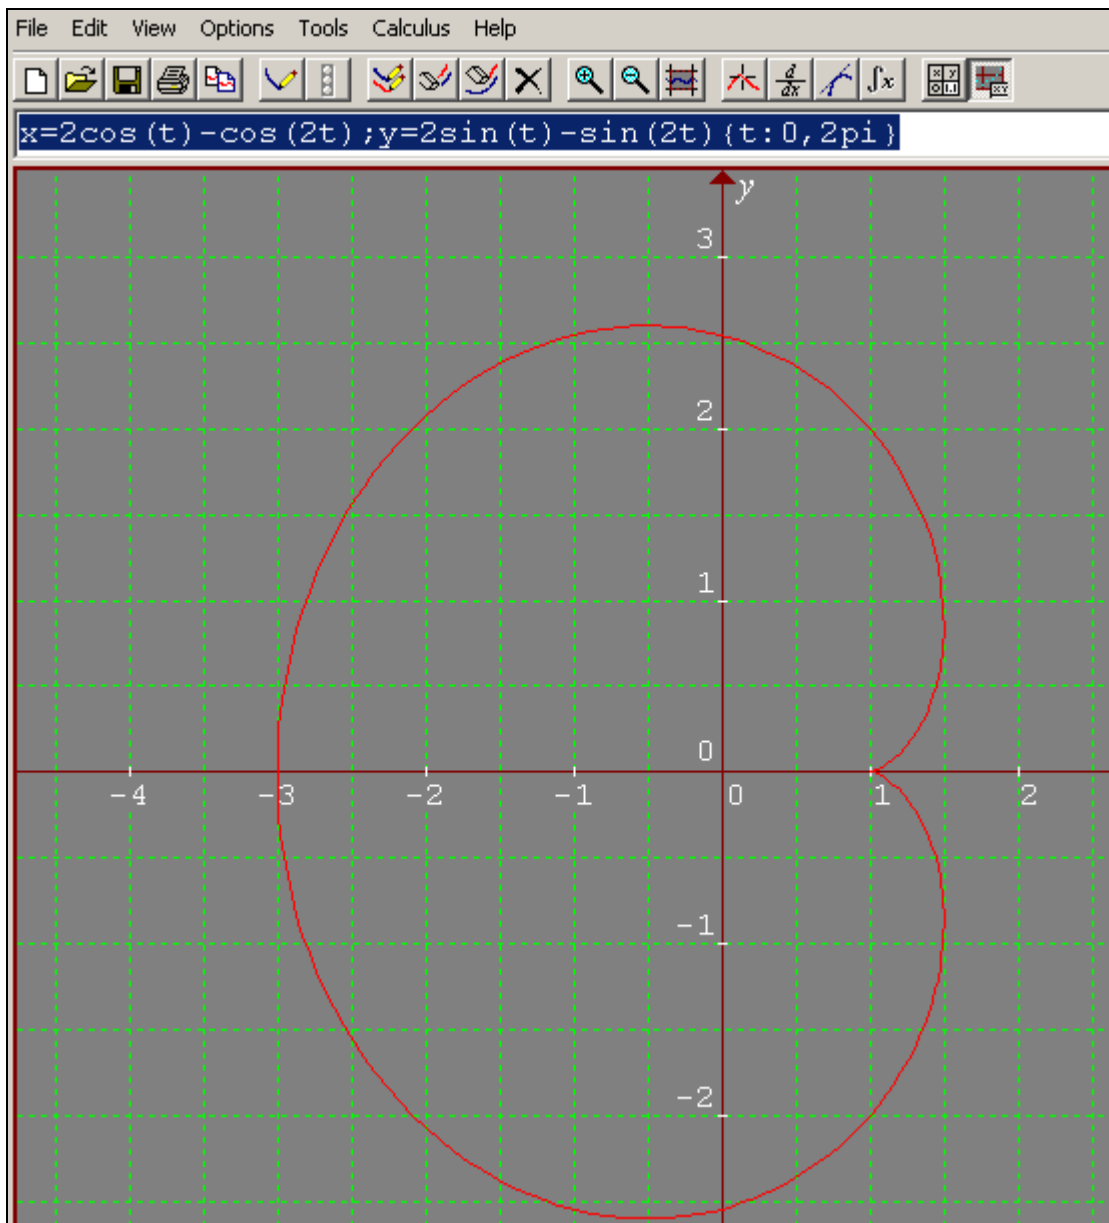 File Edit View Options Tools Calculus Help
d/dx ∫x x y
x=2cos(t)-cos(2t);y=2sin(t)-sin(2t){t:0,2pi}
y
3
2
1
0
-4 -3 -2 -1 0 1 2
-1
-2